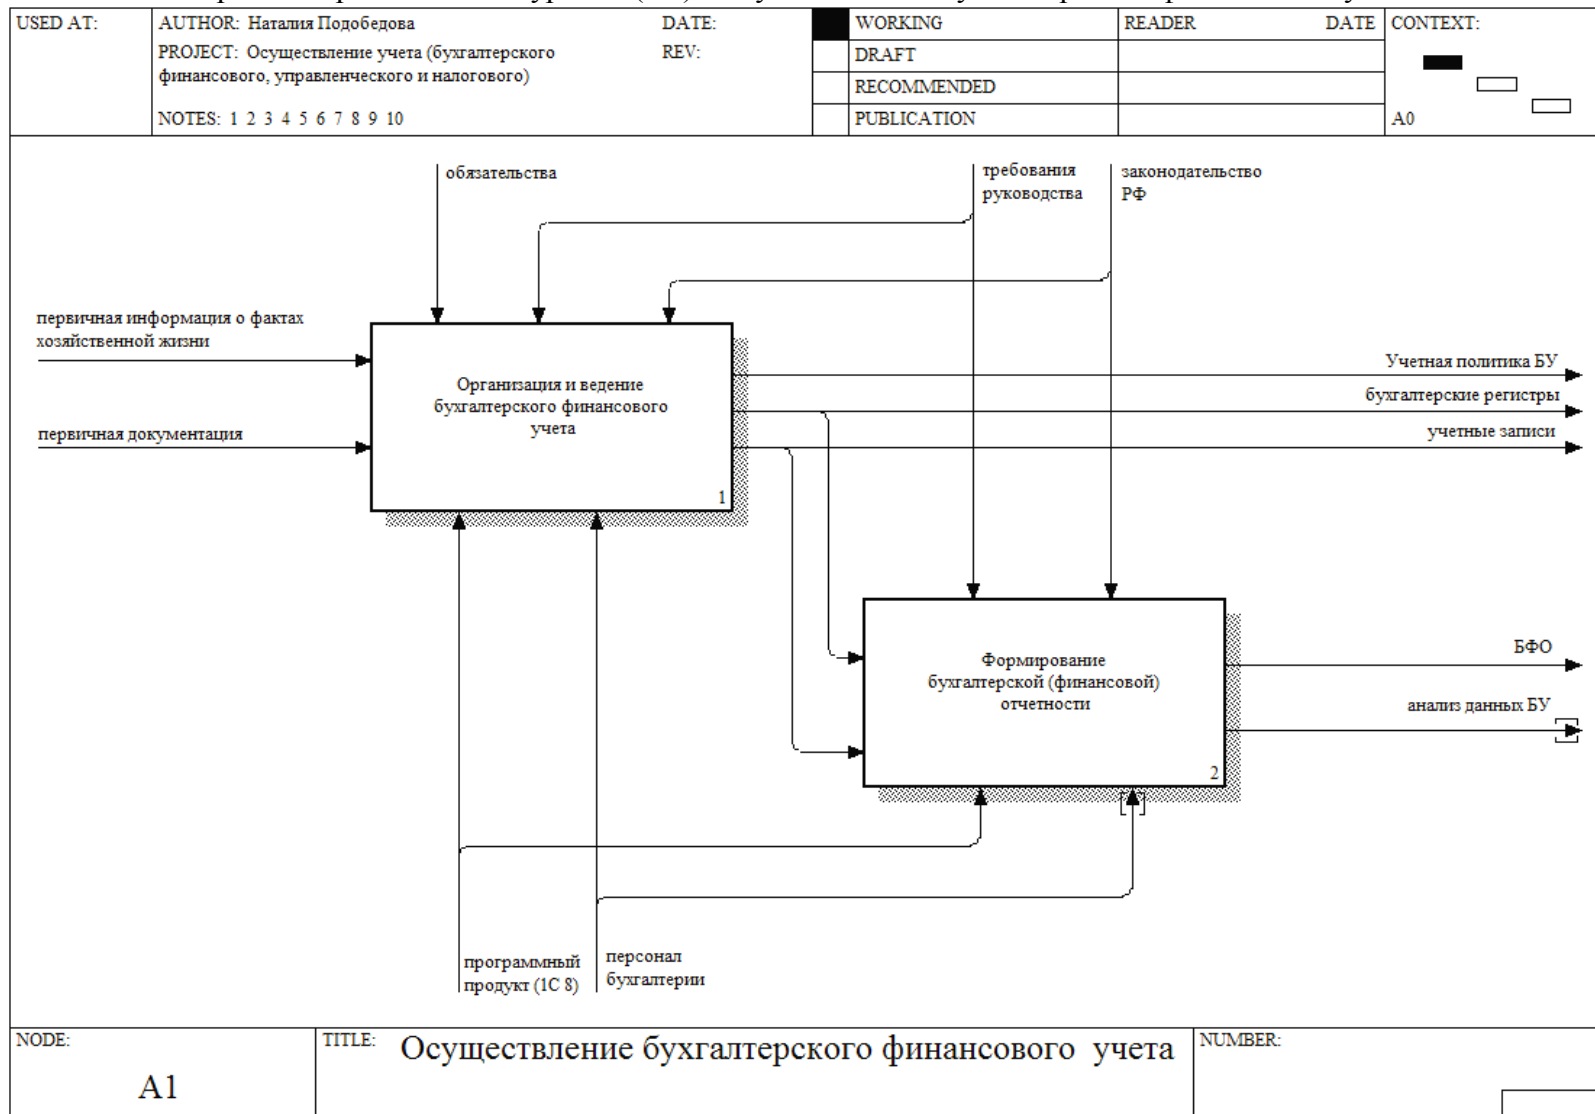 USED AT:
AUTHOR: Наталия Подобедова
DATE:
PROJECT: Осуществление учета (бухгалтерского
финансового, управленческого и налогового)
REV:
NOTES: 1 2 3 4 5 6 7 8 9 10
WORKING
DRAFT
RECOMMENDED
PUBLICATION
READER
DATE
CONTEXT:
A0
обязательства
требования
руководства
законодательство
РФ
первичная информация о фактах
хозяйственной жизни
первичная документация
Организация и ведение
бухгалтерского финансового
учета
1
Учетная политика БУ
бухгалтерские регистры
учетные записи
Формирование
бухгалтерской (финансовой)
отчетности
2
БФО
анализ данных БУ
программный
продукт (1С 8)
персонал
бухгалтерии
NODE:
A1
TITLE:
Осуществление бухгалтерского финансового учета
NUMBER: